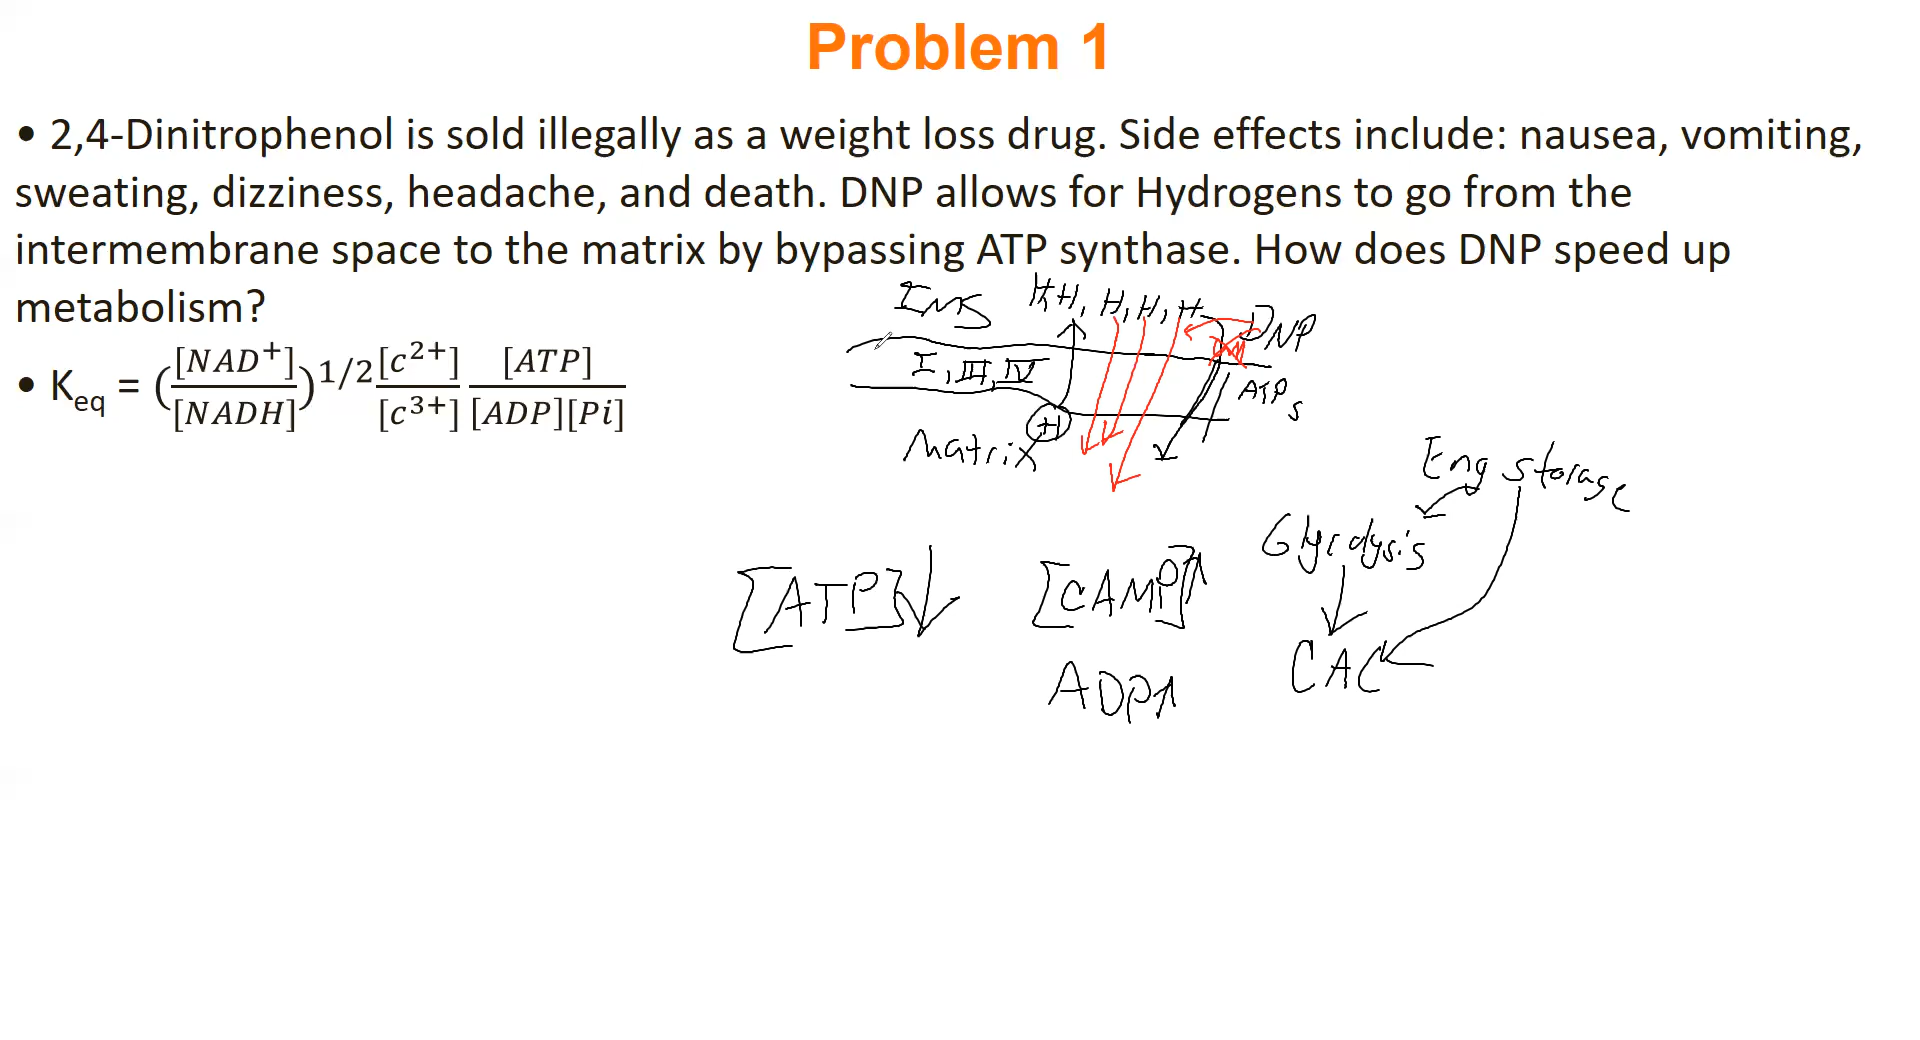 Problem 1
• 2,4-Dinitrophenol is sold illegally as a weight loss drug. Side effects include: nausea, vomiting,
sweating, dizziness, headache, and death. DNP allows for Hydrogens to go from the
intermembrane space to the matrix by bypassing ATP synthase. How does DNP speed up
metabolism?
• Keq = ([NAD+]/[NADH])^1/2 [c2+]/[c3+] [ATP]/[ADP][Pi]
IMS H, H, H, H, H DNP
I, III, IV
ATPs
Matrix H
Eng storage
Glycolysis
[ATP]↓ [cAMP]↑
CAC
ADP↑